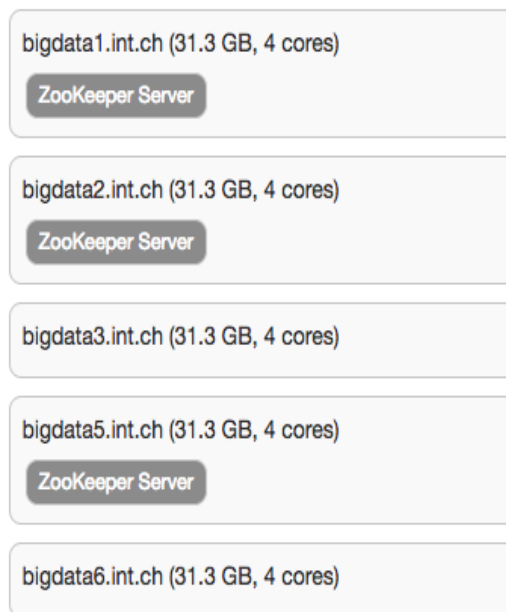 bigdata1.int.ch (31.3 GB, 4 cores)
ZooKeeper Server
bigdata2.int.ch (31.3 GB, 4 cores)
ZooKeeper Server
bigdata3.int.ch (31.3 GB, 4 cores)
bigdata5.int.ch (31.3 GB, 4 cores)
ZooKeeper Server
bigdata6.int.ch (31.3 GB, 4 cores)